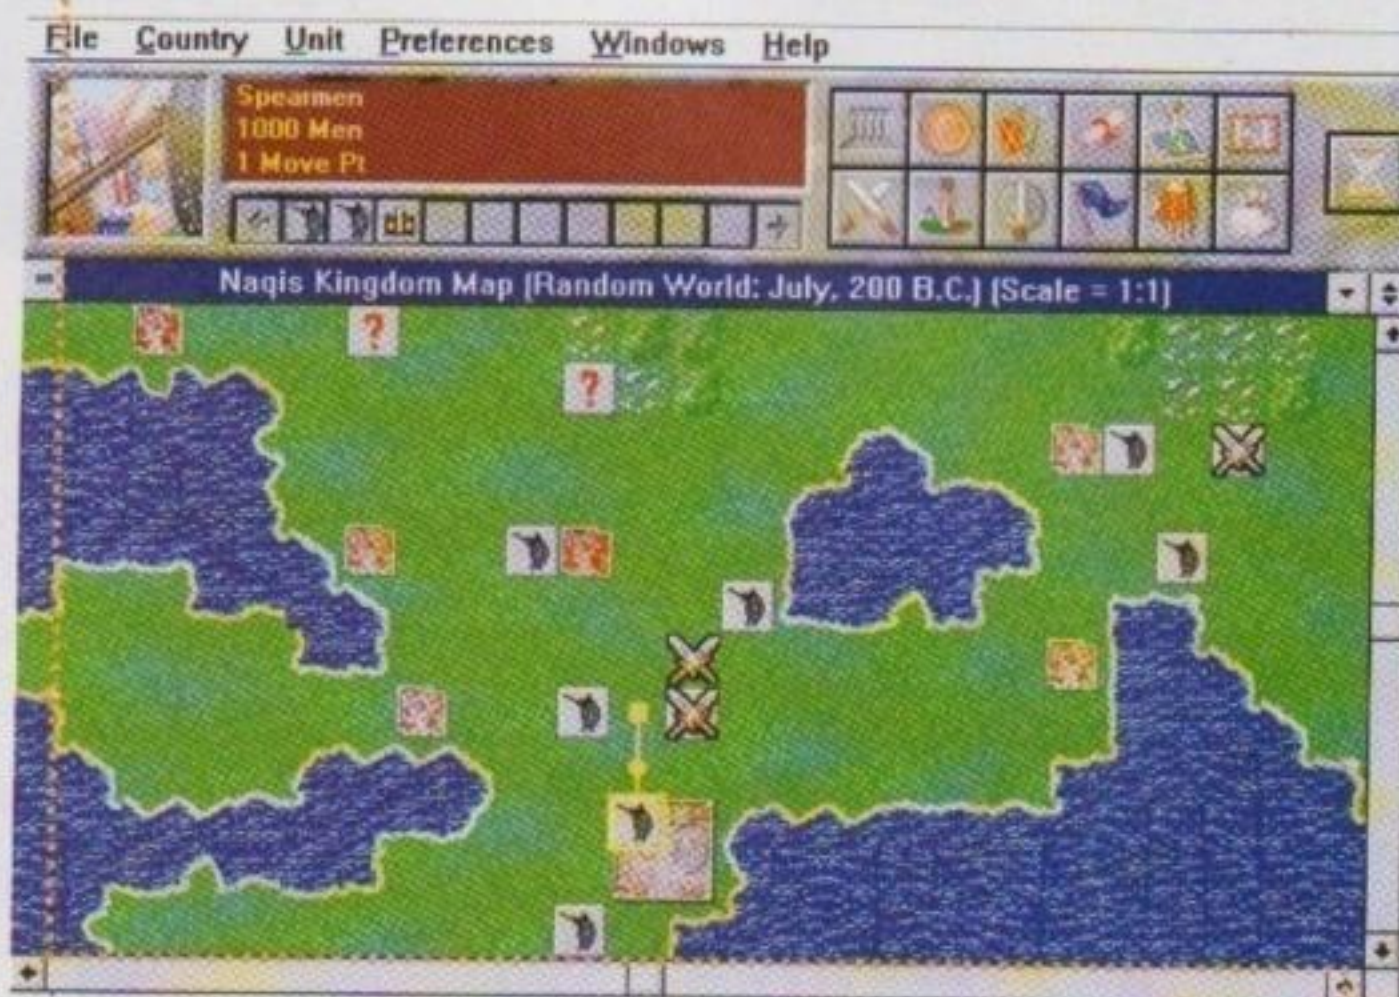 File Country Unit Preferences Windows Help
Spearmen
1000 Men
1 Move Pt
Naqis Kingdom Map (Random World: July, 200 B.C.) (Scale = 1:1)
?
?